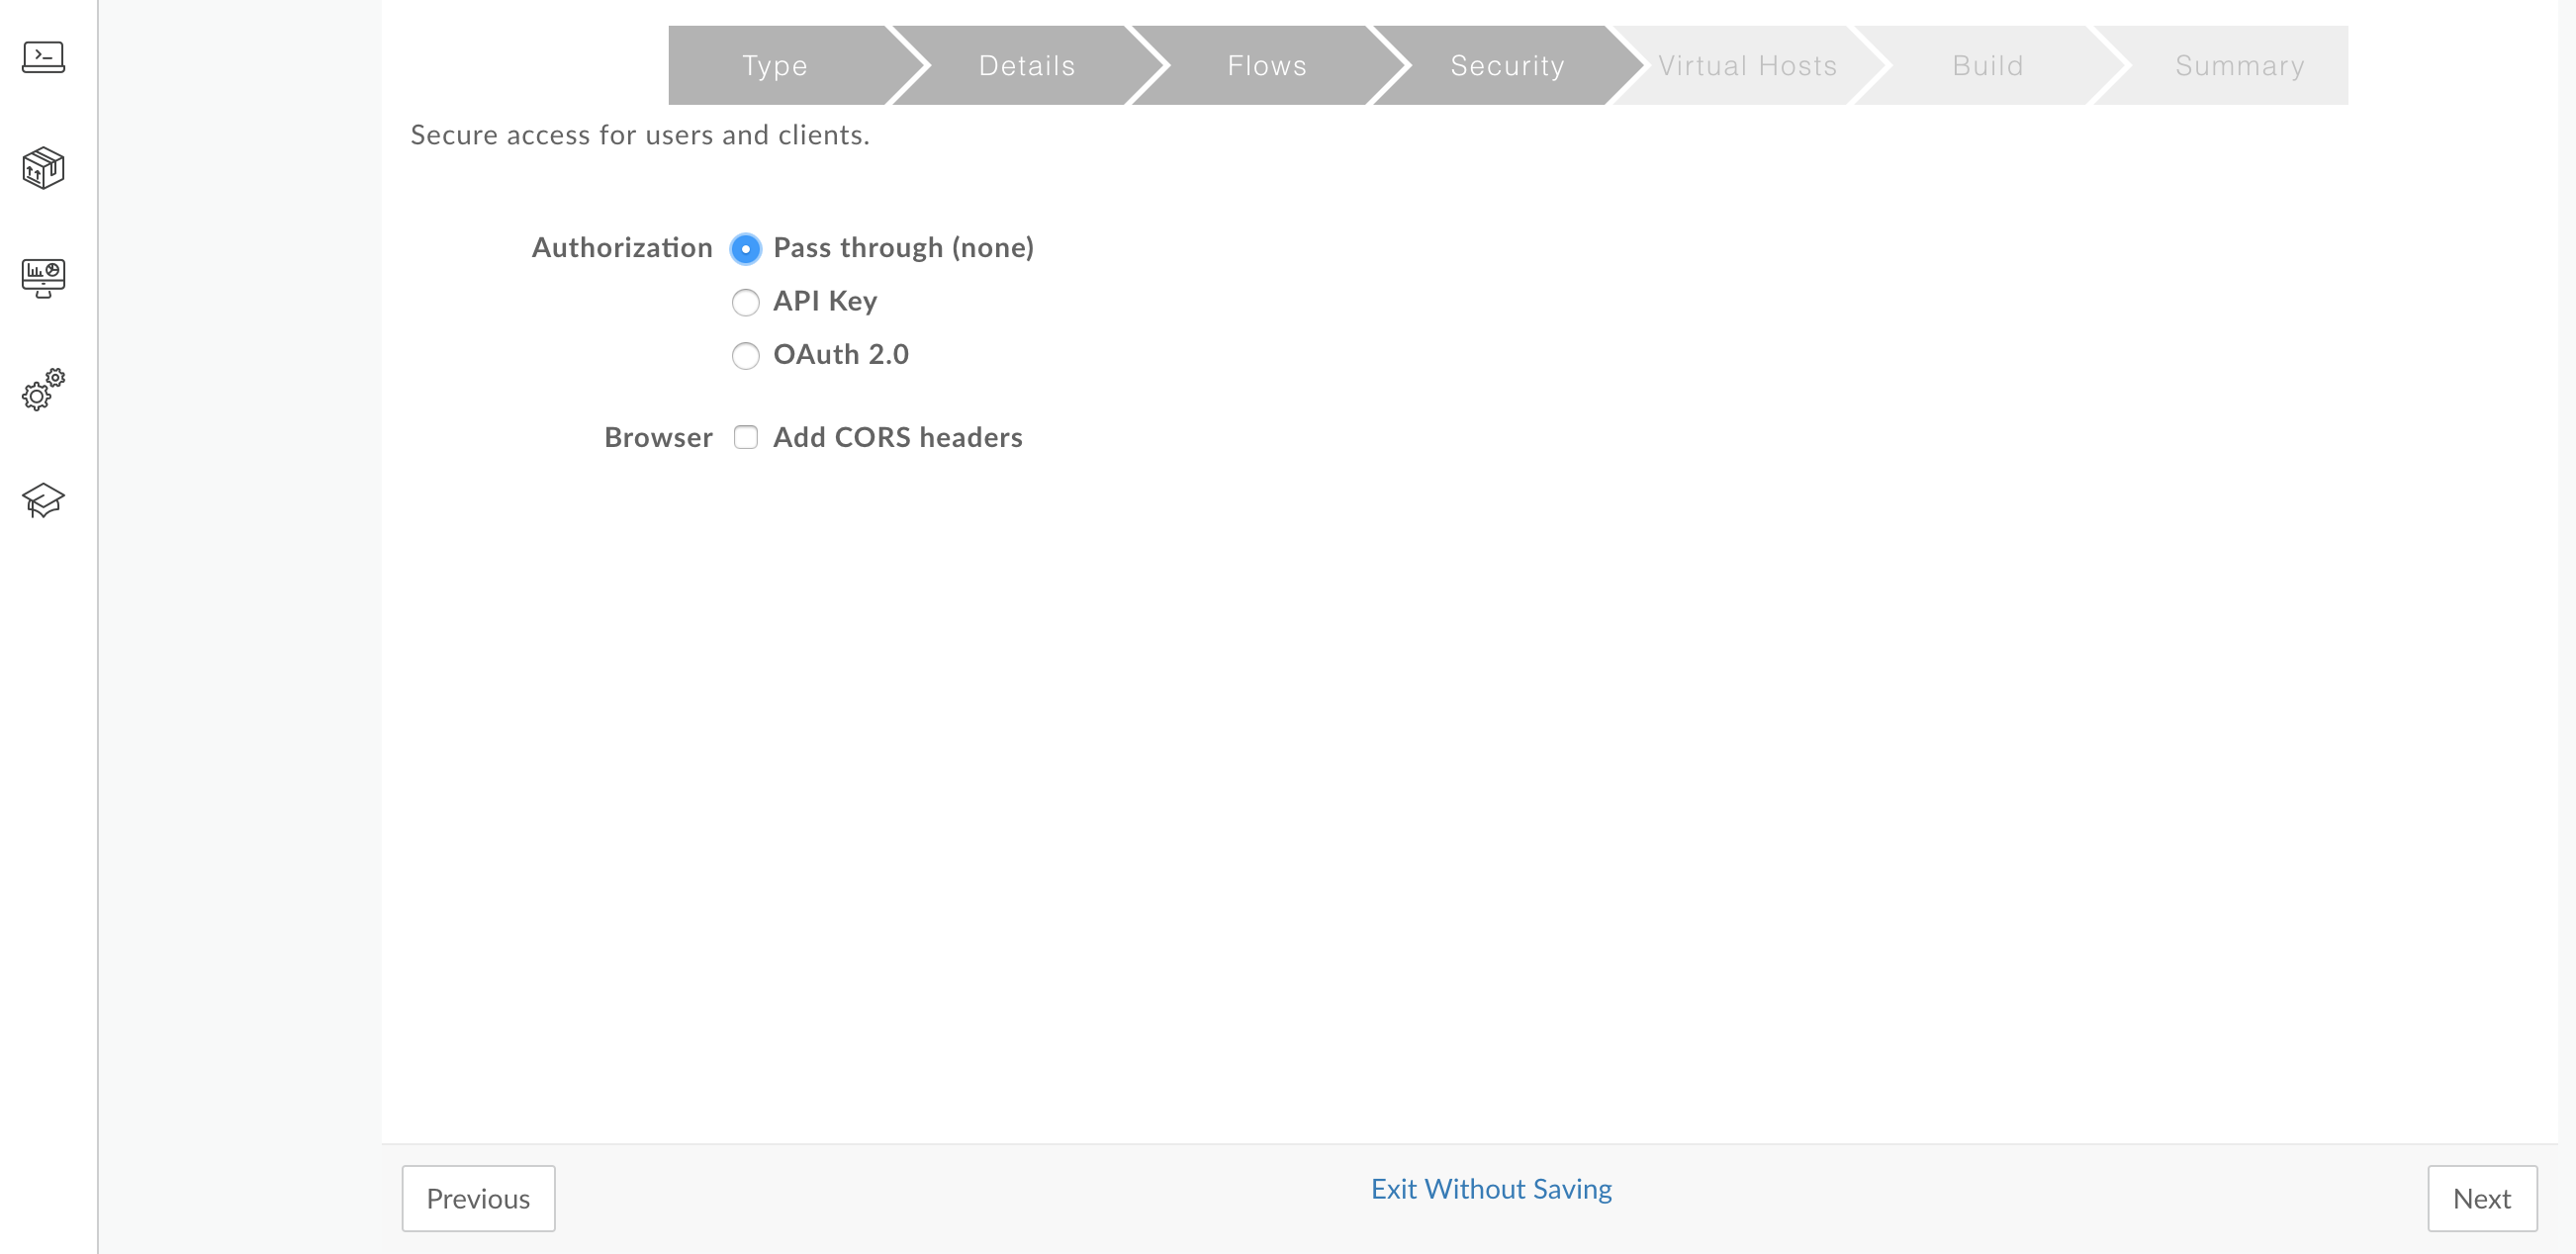 Type Details Flows Security Virtual Hosts Build Summary
Secure access for users and clients.
Authorization Pass through (none)
API Key
OAuth 2.0
Browser Add CORS headers
Previous Exit Without Saving Next